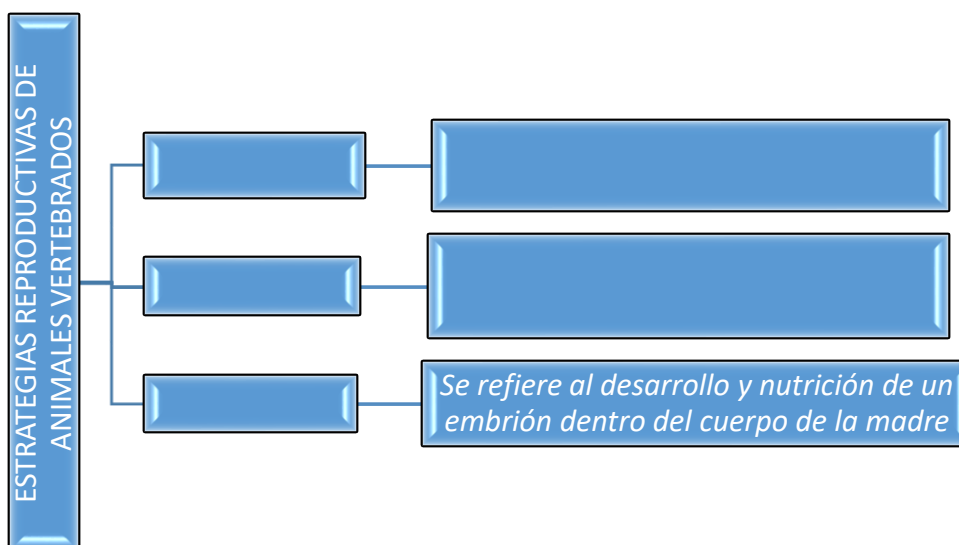 ESTRATEGIAS REPRODUCTIVAS DE
ANIMALES VERTEBRADOS
Se refiere al desarrollo y nutrición de un
embrión dentro del cuerpo de la madre